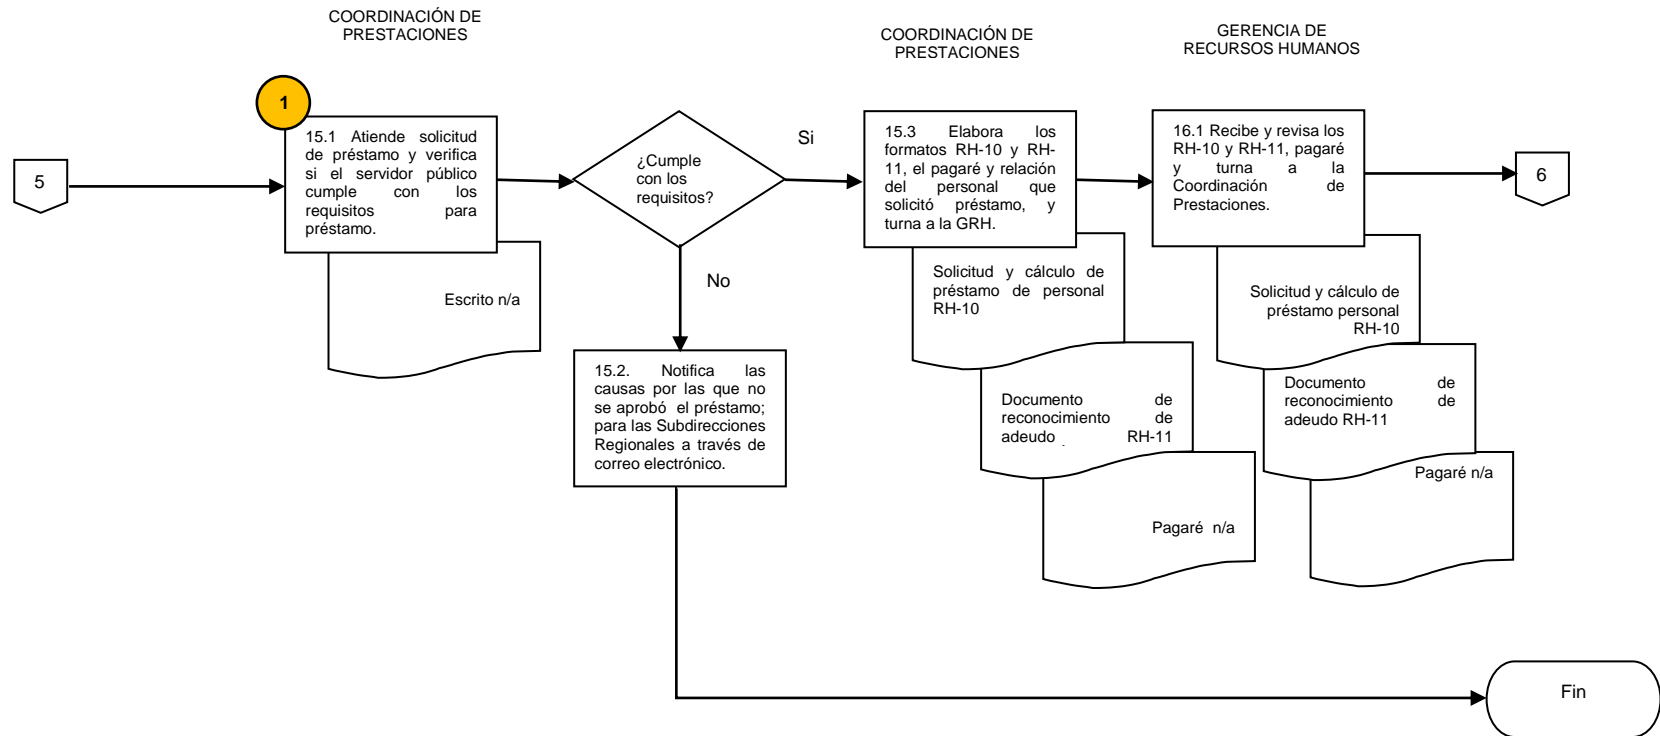 COORDINACIÓN DE
PRESTACIONES
COORDINACIÓN DE
PRESTACIONES
GERENCIA DE
RECURSOS HUMANOS
5
1
15.1 Atiende solicitud
de préstamo y verifica
si el servidor público
cumple con los
requisitos para
préstamo.
Escrito n/a
¿Cumple
con los
requisitos?
Si
No
15.2. Notifica las
causas por las que no
se aprobó el préstamo;
para las Subdirecciones
Regionales a través de
correo electrónico.
15.3 Elabora los
formatos RH-10 y RH-
11, el pagaré y relación
del personal que
solicitó préstamo, y
turna a la GRH.
Solicitud y cálculo de
préstamo de personal
RH-10
Documento de
reconocimiento de
adeudo . RH-11
Pagaré n/a
16.1 Recibe y revisa los
RH-10 y RH-11, pagaré
y turna a la
Coordinación de
Prestaciones.
Solicitud y cálculo de
préstamo personal
RH-10
Documento de
reconocimiento de
adeudo RH-11
Pagaré n/a
6
Fin